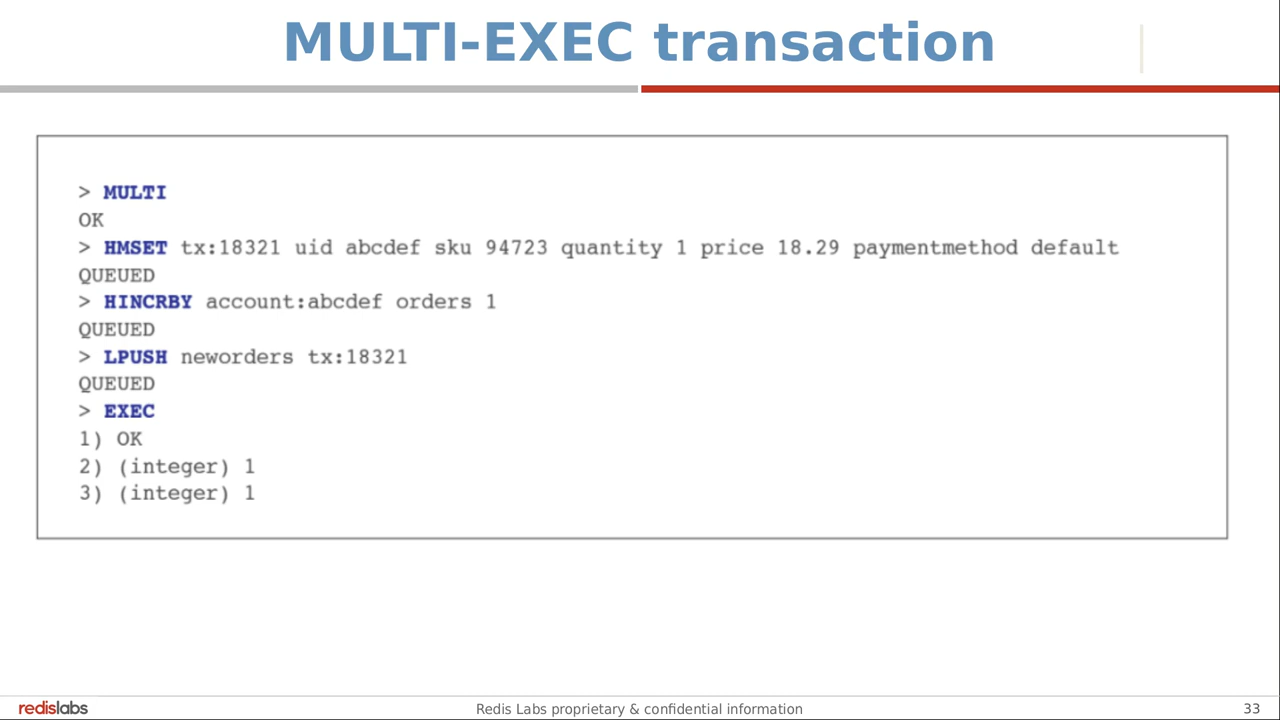 MULTI-EXEC transaction
> MULTI
OK
> HMSET tx:18321 uid abcdef sku 94723 quantity 1 price 18.29 paymentmethod default
QUEUED
> HINCRBY account:abcdef orders 1
QUEUED
> LPUSH neworders tx:18321
QUEUED
> EXEC
1) OK
2) (integer) 1
3) (integer) 1
redislabs
Redis Labs proprietary & confidential information
33